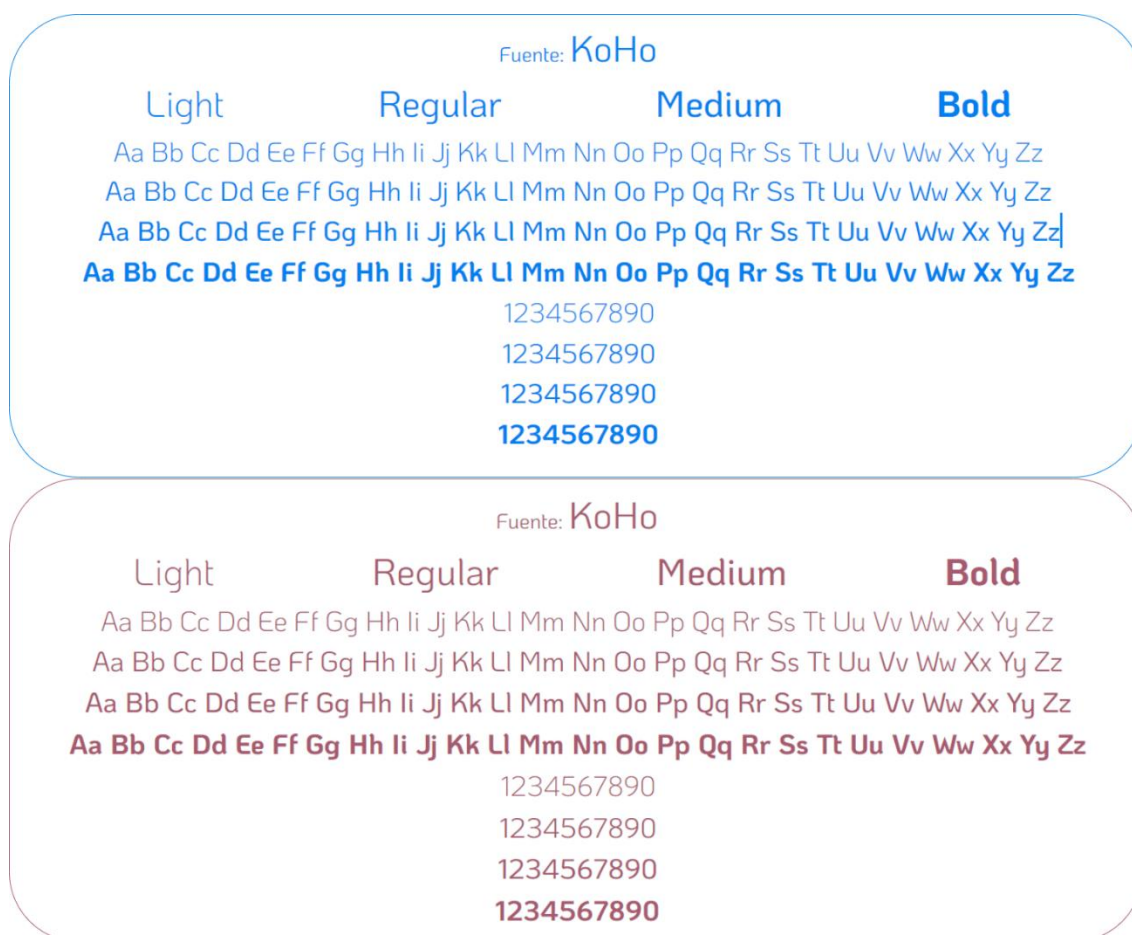 Fuente: KoHo
Light Regular Medium Bold
Aa Bb Cc Dd Ee Ff Gg Hh Ii Jj Kk Ll Mm Nn Oo Pp Qq Rr Ss Tt Uu Vv Ww Xx Yy Zz
Aa Bb Cc Dd Ee Ff Gg Hh Ii Jj Kk Ll Mm Nn Oo Pp Qq Rr Ss Tt Uu Vv Ww Xx Yy Zz
Aa Bb Cc Dd Ee Ff Gg Hh Ii Jj Kk Ll Mm Nn Oo Pp Qq Rr Ss Tt Uu Vv Ww Xx Yy Zz
Aa Bb Cc Dd Ee Ff Gg Hh Ii Jj Kk Ll Mm Nn Oo Pp Qq Rr Ss Tt Uu Vv Ww Xx Yy Zz
1234567890
1234567890
1234567890
1234567890
Fuente: KoHo
Light Regular Medium Bold
Aa Bb Cc Dd Ee Ff Gg Hh Ii Jj Kk Ll Mm Nn Oo Pp Qq Rr Ss Tt Uu Vv Ww Xx Yy Zz
Aa Bb Cc Dd Ee Ff Gg Hh Ii Jj Kk Ll Mm Nn Oo Pp Qq Rr Ss Tt Uu Vv Ww Xx Yy Zz
Aa Bb Cc Dd Ee Ff Gg Hh Ii Jj Kk Ll Mm Nn Oo Pp Qq Rr Ss Tt Uu Vv Ww Xx Yy Zz
Aa Bb Cc Dd Ee Ff Gg Hh Ii Jj Kk Ll Mm Nn Oo Pp Qq Rr Ss Tt Uu Vv Ww Xx Yy Zz
1234567890
1234567890
1234567890
1234567890